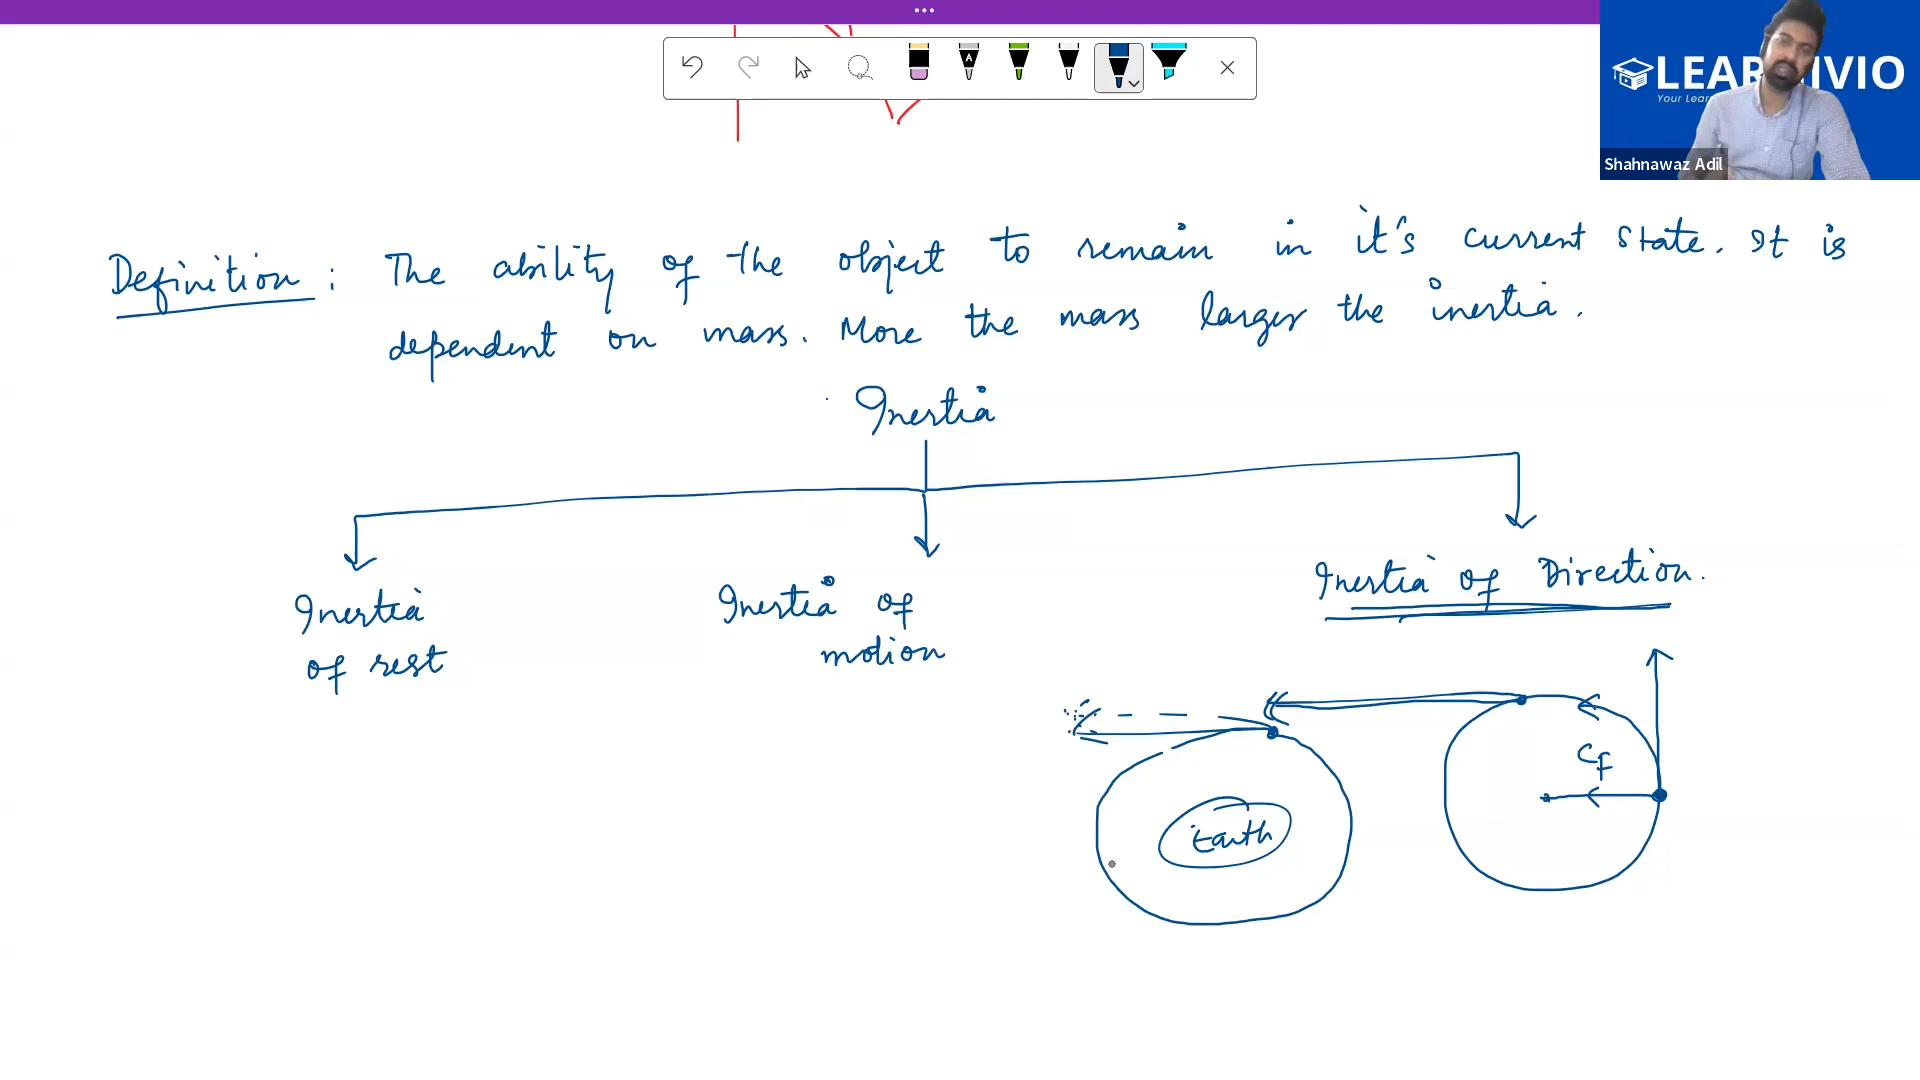 LEAR IVIO
Your Lear
Shahnawaz Adil
Definition : The ability of the object to remain in it's current state. It is
dependent on mass. More the mass larger the inertia.
Inertia
Inertia of rest
Inertia of motion
Inertia of Direction.
Cf
Earth